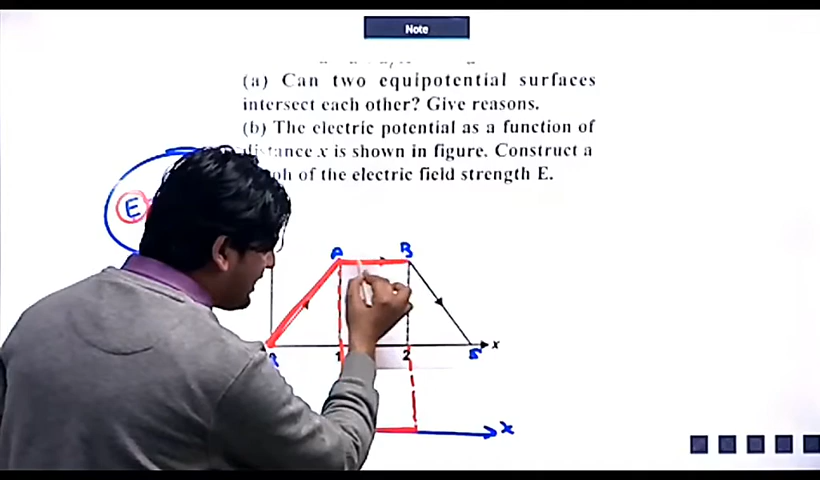 Note
(a) Can two equipotential surfaces
intersect each other? Give reasons.
(b) The electric potential as a function of
distance x is shown in figure. Construct a
of the electric field strength E.
E
A B
x
2
x